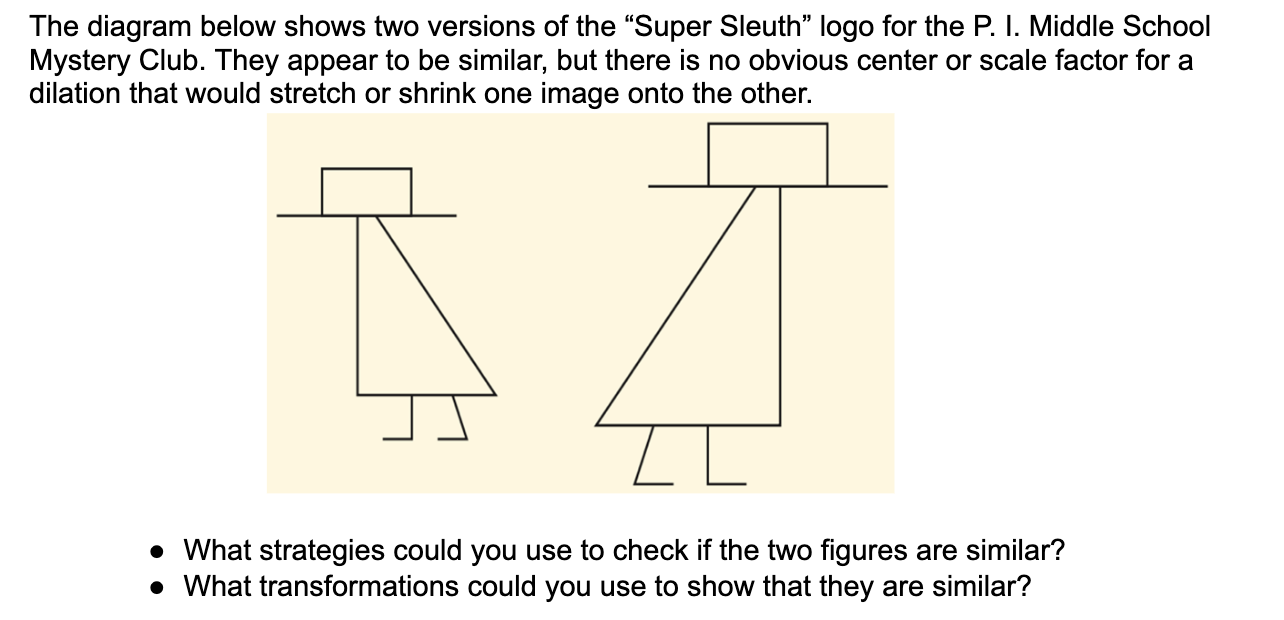 The diagram below shows two versions of the “Super Sleuth” logo for the P. I. Middle School
Mystery Club. They appear to be similar, but there is no obvious center or scale factor for a
dilation that would stretch or shrink one image onto the other.
● What strategies could you use to check if the two figures are similar?
● What transformations could you use to show that they are similar?